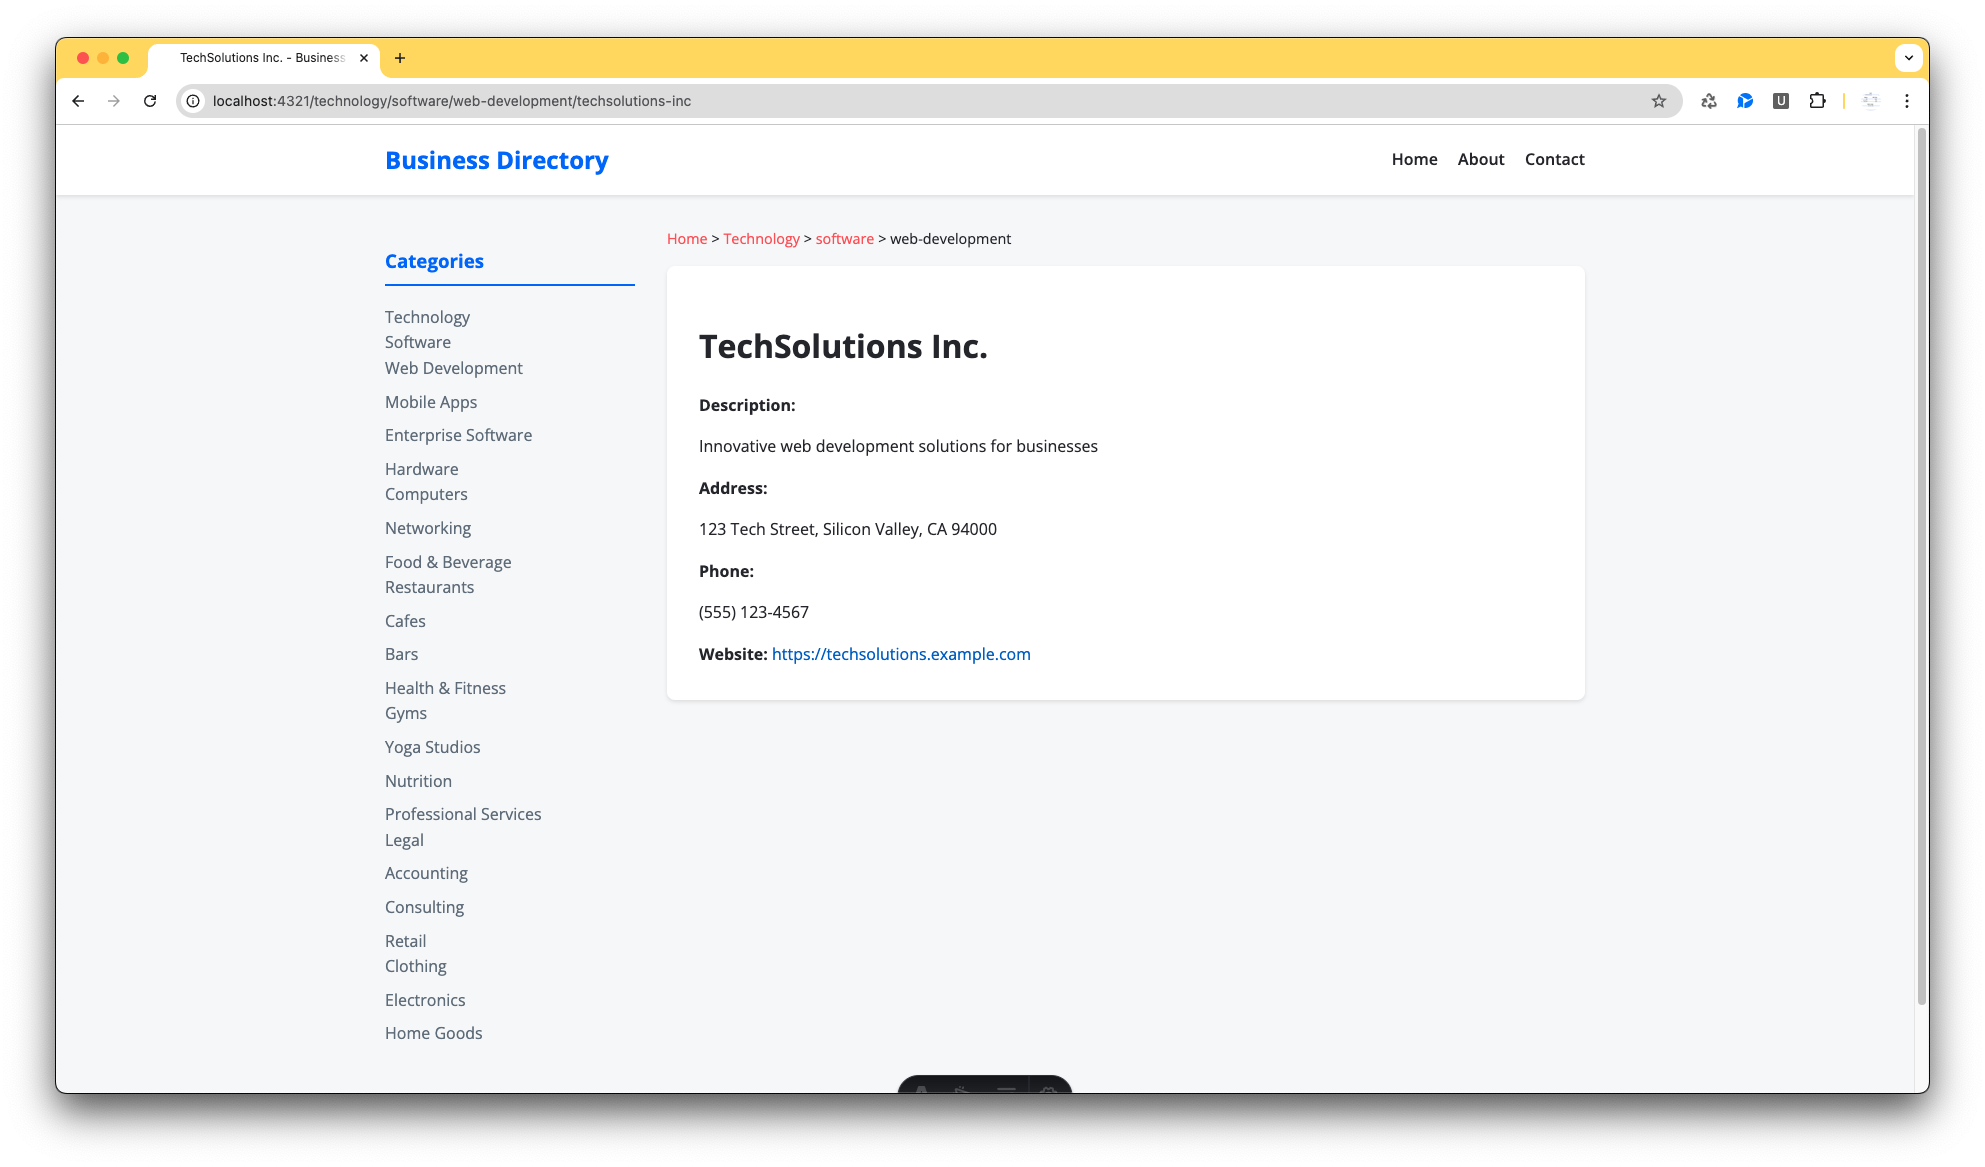 TechSolutions Inc. - Business
localhost:4321/technology/software/web-development/techsolutions-inc
U
Business Directory
Home About Contact
Home > Technology > software > web-development
Categories
Technology
Software
Web Development
Mobile Apps
Enterprise Software
Hardware
Computers
Networking
Food & Beverage
Restaurants
Cafes
Bars
Health & Fitness
Gyms
Yoga Studios
Nutrition
Professional Services
Legal
Accounting
Consulting
Retail
Clothing
Electronics
Home Goods
TechSolutions Inc.
Description:
Innovative web development solutions for businesses
Address:
123 Tech Street, Silicon Valley, CA 94000
Phone:
(555) 123-4567
Website: https://techsolutions.example.com